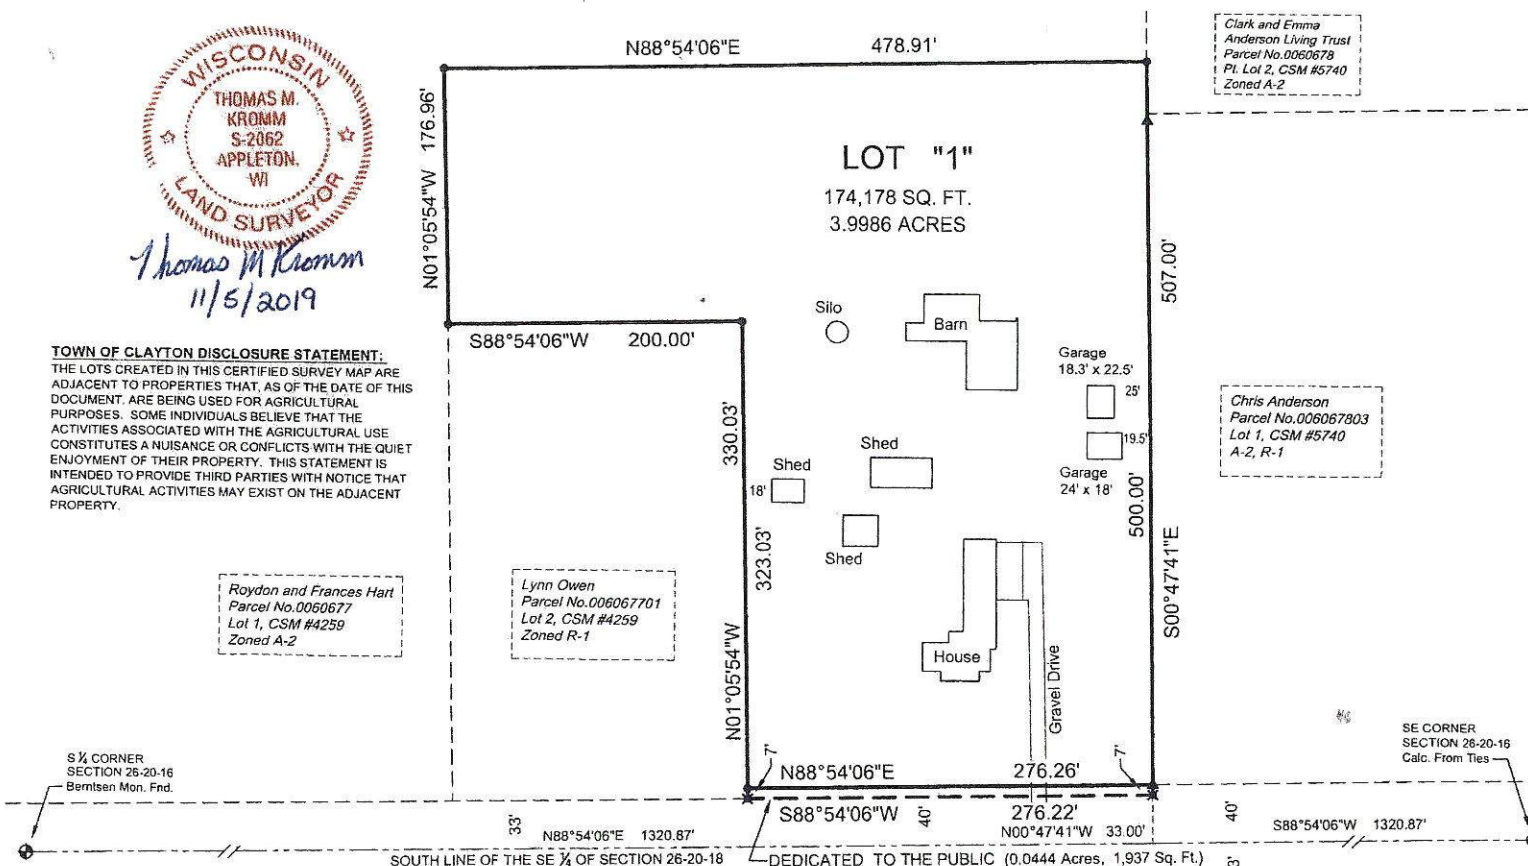 WISCONSIN
THOMAS M.
KROMM
S-2062
APPLETON,
WI
LAND SURVEYOR
Thomas M Kromm
11/5/2019
N88°54'06"E 478.91'
Clark and Emma
Anderson Living Trust
Parcel No.0060678
Pt. Lot 2, CSM #5740
Zoned A-2
N01°05'54"W 176.96'
LOT "1"
174,178 SQ. FT.
3.9986 ACRES
507.00'
S88°54'06"W 200.00'
Silo
Barn
Garage
18.3' x 22.5'
25'
19.5'
Garage
24' x 18'
TOWN OF CLAYTON DISCLOSURE STATEMENT:
THE LOTS CREATED IN THIS CERTIFIED SURVEY MAP ARE
ADJACENT TO PROPERTIES THAT, AS OF THE DATE OF THIS
DOCUMENT, ARE BEING USED FOR AGRICULTURAL
PURPOSES. SOME INDIVIDUALS BELIEVE THAT THE
ACTIVITIES ASSOCIATED WITH THE AGRICULTURAL USE
CONSTITUTES A NUISANCE OR CONFLICTS WITH THE QUIET
ENJOYMENT OF THEIR PROPERTY. THIS STATEMENT IS
INTENDED TO PROVIDE THIRD PARTIES WITH NOTICE THAT
AGRICULTURAL ACTIVITIES MAY EXIST ON THE ADJACENT
PROPERTY.
330.03'
Chris Anderson
Parcel No.006067803
Lot 1, CSM #5740
A-2, R-1
Shed
Shed
18'
Shed
500.00'
323.03'
S00°47'41"E
Roydon and Frances Hart
Parcel No.0060677
Lot 1, CSM #4259
Zoned A-2
Lynn Owen
Parcel No.006067701
Lot 2, CSM #4259
Zoned R-1
N01°05'54"W
House
Gravel Drive
S ¼ CORNER
SECTION 26-20-16
Berntsen Mon. Fnd.
SE CORNER
SECTION 26-20-16
Calc. From Ties
7'
N88°54'06"E 276.26'
7'
S88°54'06"W 276.22'
33'
40'
40'
N88°54'06"E 1320.87'
N00°47'41"W 33.00'
S88°54'06"W 1320.87'
SOUTH LINE OF THE SE ¼ OF SECTION 26-20-18
DEDICATED TO THE PUBLIC (0.0444 Acres, 1,937 Sq. Ft.)